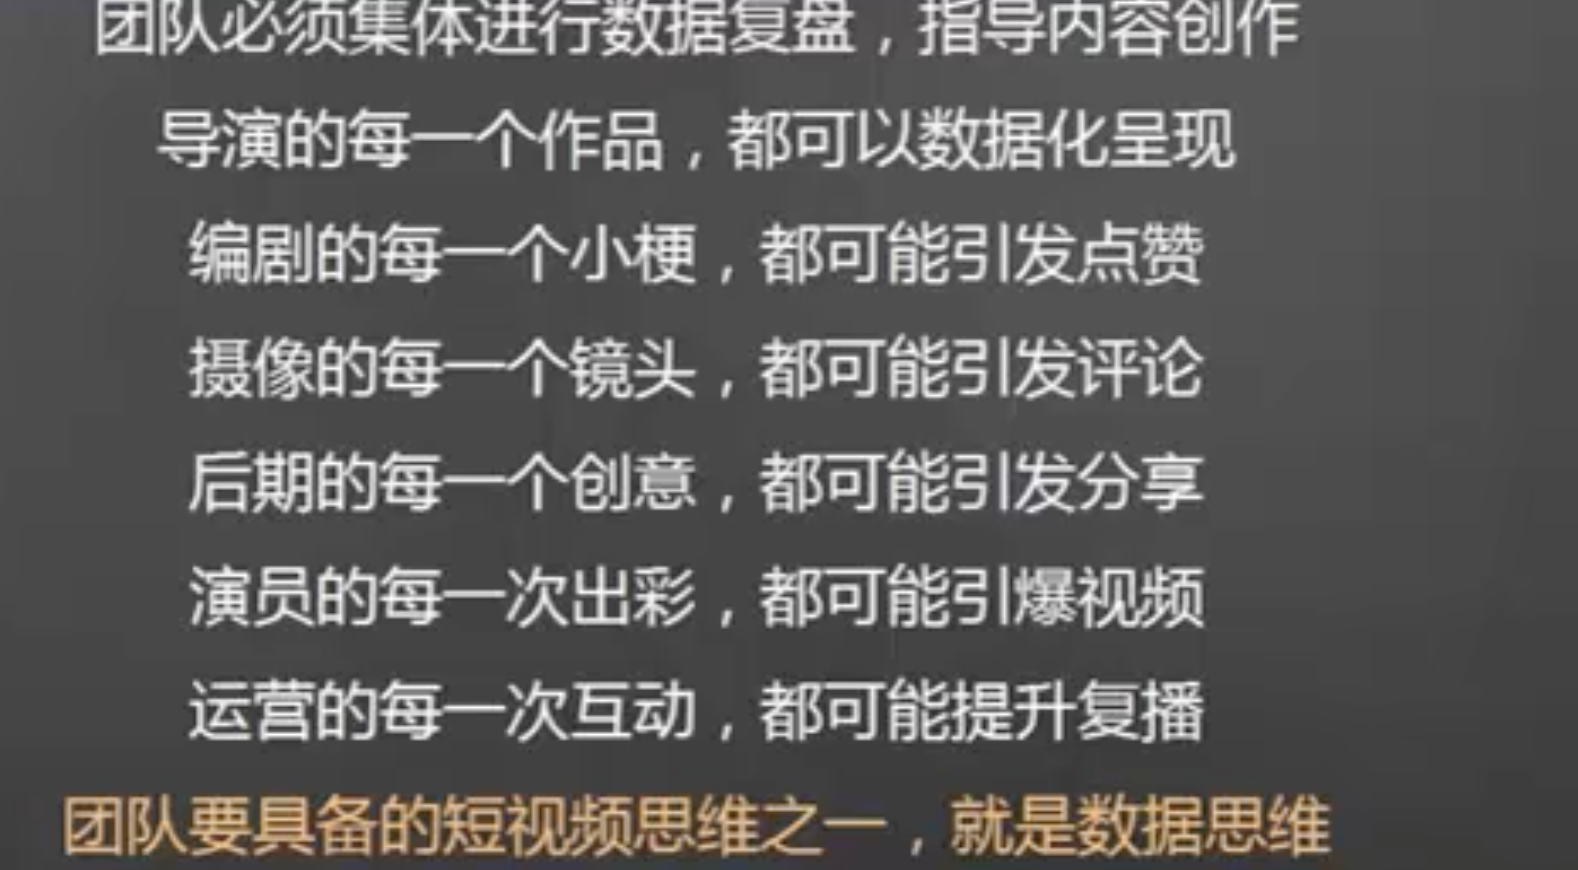 团队必须集体进行数据复盘，指导内容创作
导演的每一个作品，都可以数据化呈现
编剧的每一个小梗，都可能引发点赞
摄像的每一个镜头，都可能引发评论
后期的每一个创意，都可能引发分享
演员的每一次出彩，都可能引爆视频
运营的每一次互动，都可能提升复播
团队要具备的短视频思维之一，就是数据思维